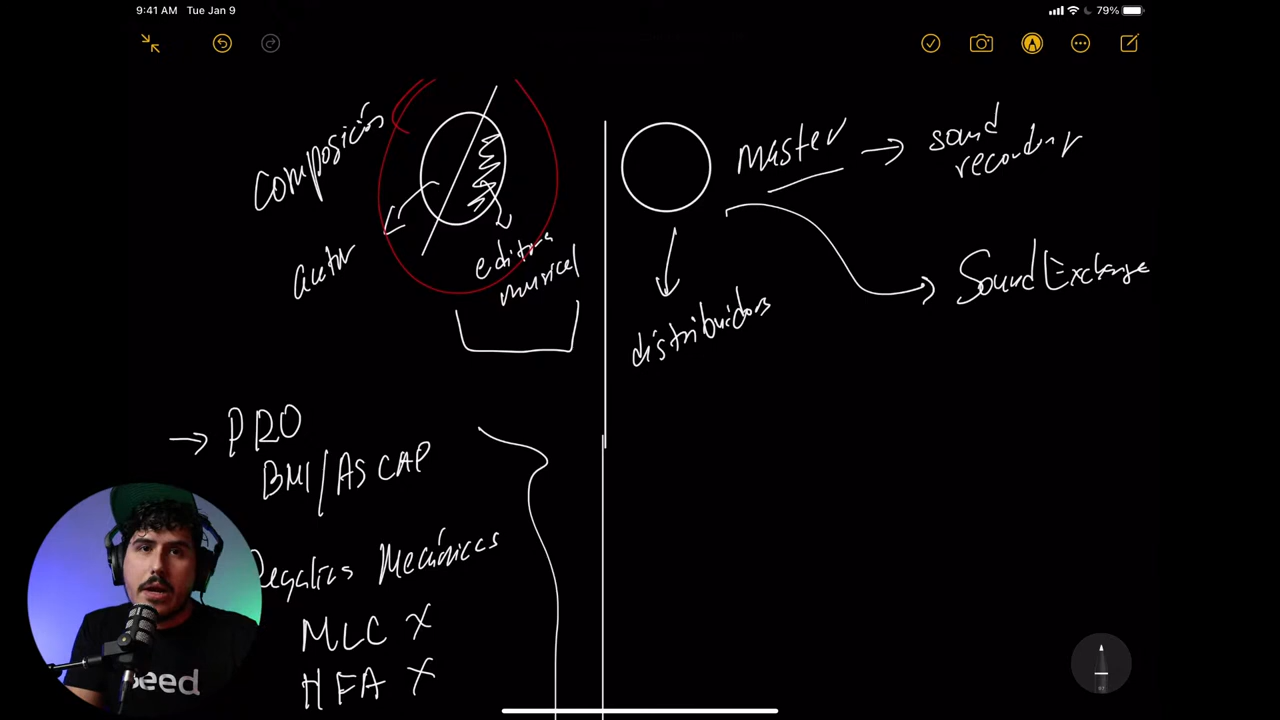 9:41 AM Tue Jan 9
79%
composición
autor
editora
musical
master
sound
recording
SoundExchange
distribuidora
PRO
BMI/ASCAP
Regalías Mecánicas
MLC X
HFA X
seed